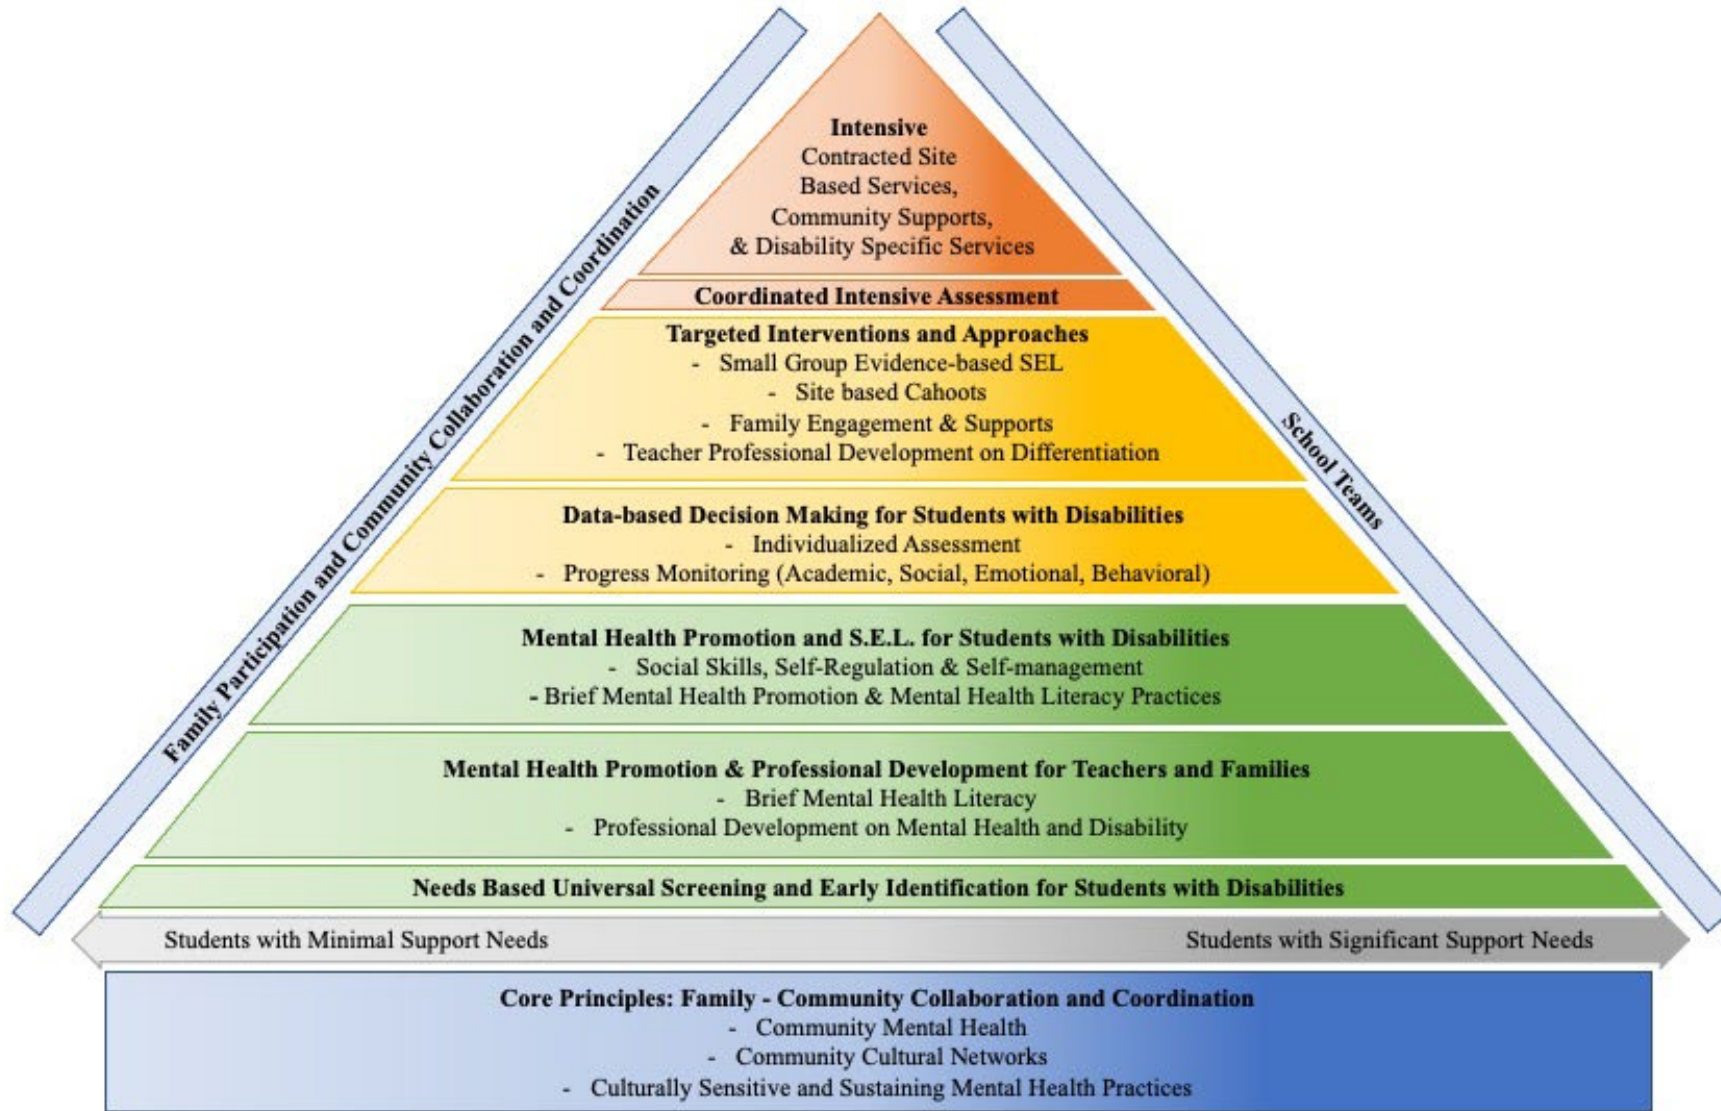 Intensive
Contracted Site
Based Services,
Community Supports,
& Disability Specific Services
Coordinated Intensive Assessment
Targeted Interventions and Approaches
- Small Group Evidence-based SEL
- Site based Cahoots
- Family Engagement & Supports
- Teacher Professional Development on Differentiation
Data-based Decision Making for Students with Disabilities
- Individualized Assessment
- Progress Monitoring (Academic, Social, Emotional, Behavioral)
Mental Health Promotion and S.E.L. for Students with Disabilities
- Social Skills, Self-Regulation & Self-management
- Brief Mental Health Promotion & Mental Health Literacy Practices
Mental Health Promotion & Professional Development for Teachers and Families
- Brief Mental Health Literacy
- Professional Development on Mental Health and Disability
Needs Based Universal Screening and Early Identification for Students with Disabilities
Family Participation and Community Collaboration and Coordination
School Teams
Students with Minimal Support Needs
Students with Significant Support Needs
Core Principles: Family - Community Collaboration and Coordination
- Community Mental Health
- Community Cultural Networks
- Culturally Sensitive and Sustaining Mental Health Practices